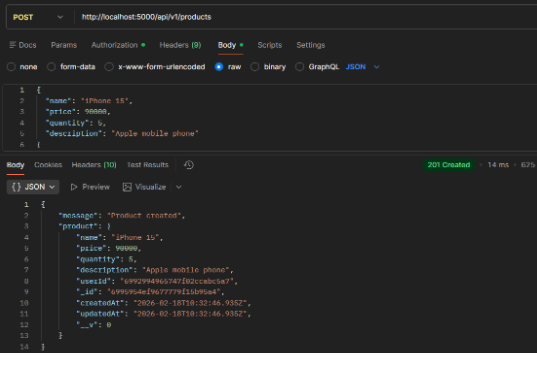 POST http://localhost:5000/api/v1/products
Docs Params Authorization Headers (9) Body Scripts Settings
none form-data x-www-form-urlencoded raw binary GraphQL JSON
1 {
2 "name": "iPhone 15",
3 "price": 90000,
4 "quantity": 5,
5 "description": "Apple mobile phone"
6
Body Cookies Headers (10) Test Results 201 Created 14 ms 625
{} JSON Preview Visualize
1 {
2 "message": "Product created",
3 "product": {
4 "name": "iPhone 15",
5 "price": 90000,
6 "quantity": 5,
7 "description": "Apple mobile phone",
8 "userId":
9 "_id":
10 "createdAt": "2026-02-18T10:32:46.935Z",
11 "updatedAt": "2026-02-18T10:32:46.935Z",
12 "__v": 0
13 }
14 }